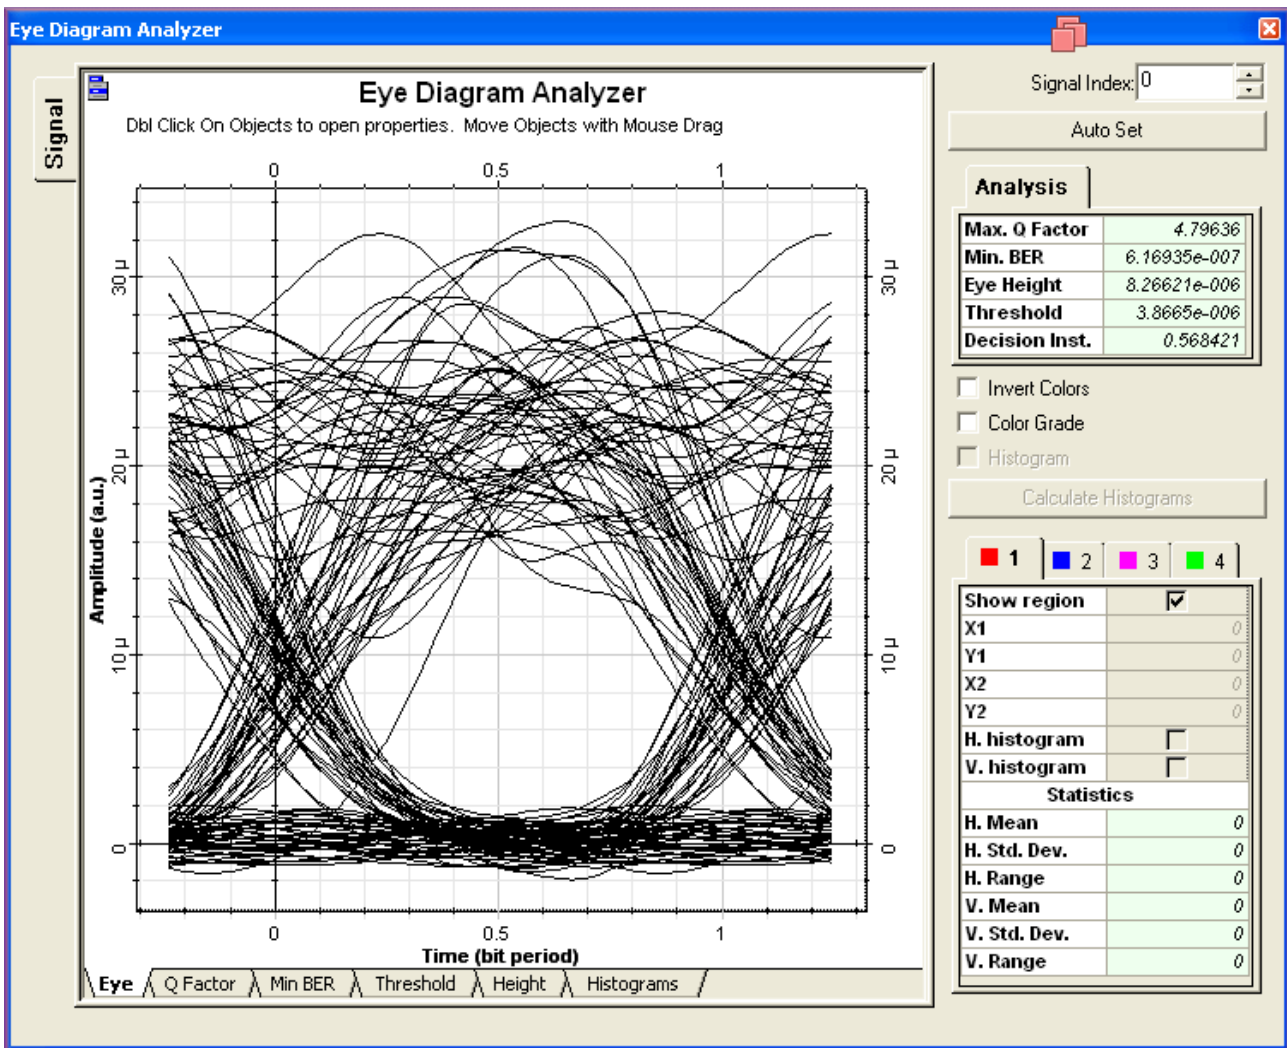 Eye Diagram Analyzer
Signal
Eye Diagram Analyzer
Dbl Click On Objects to open properties.  Move Objects with Mouse Drag
0 0.5 1
30 µ 30 µ
20 µ 20 µ
10 µ 10 µ
0 0
Amplitude (a.u.)
0 0.5 1
Time (bit period)
Eye Q Factor Min BER Threshold Height Histograms
Signal Index: 0
Auto Set
Analysis
Max. Q Factor 4.79636
Min. BER 6.16935e-007
Eye Height 8.26621e-006
Threshold 3.8665e-006
Decision Inst. 0.568421
Invert Colors
Color Grade
Histogram
Calculate Histograms
1 2 3 4
Show region
X1 0
Y1 0
X2 0
Y2 0
H. histogram
V. histogram
Statistics
H. Mean 0
H. Std. Dev. 0
H. Range 0
V. Mean 0
V. Std. Dev. 0
V. Range 0